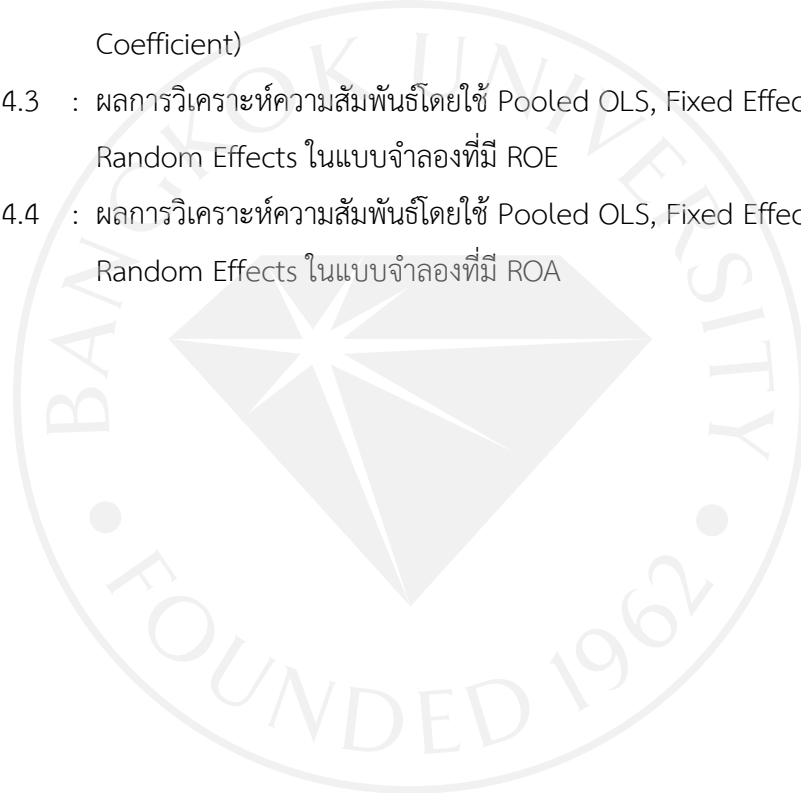 Coefficient)
4.3 : ผลการวิเคราะห์ความสัมพันธ์โดยใช้ Pooled OLS, Fixed Effec
Random Effects ในแบบจำลองที่มี ROE
4.4 : ผลการวิเคราะห์ความสัมพันธ์โดยใช้ Pooled OLS, Fixed Effec
Random Effects ในแบบจำลองที่มี ROA
BANGKOK UNIVERSITY
FOUNDED 1962